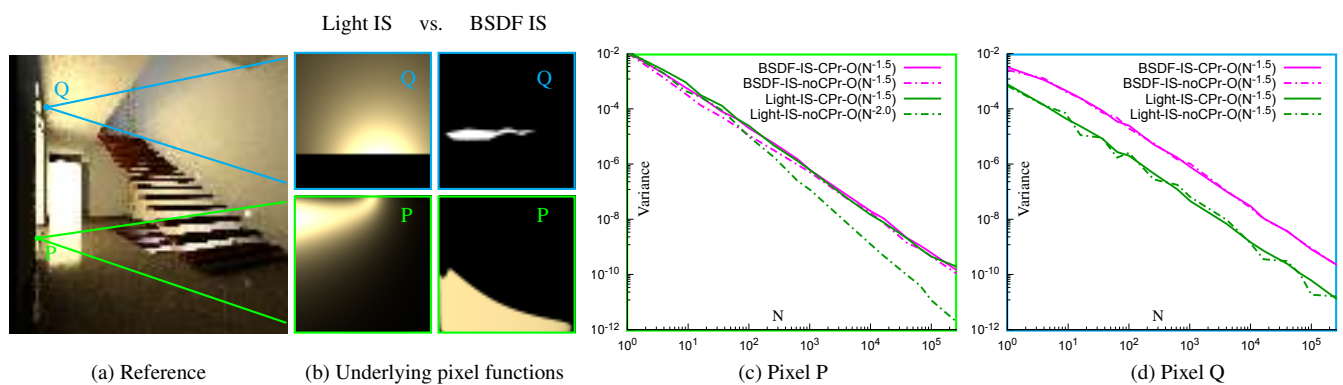 Light IS vs. BSDF IS
Q
P
Q
Q
P
P
10^-2
10^-4
10^-6
10^-8
10^-10
10^-12
Variance
BSDF-IS-CPr-O(N^-1.5)
BSDF-IS-noCPr-O(N^-1.5)
Light-IS-CPr-O(N^-1.5)
Light-IS-noCPr-O(N^-2.0)
N
10^0 10^1 10^2 10^3 10^4 10^5
10^-2
10^-4
10^-6
10^-8
10^-10
10^-12
Variance
BSDF-IS-CPr-O(N^-1.5)
BSDF-IS-noCPr-O(N^-1.5)
Light-IS-CPr-O(N^-1.5)
Light-IS-noCPr-O(N^-1.5)
N
10^0 10^1 10^2 10^3 10^4 10^5
(a) Reference
(b) Underlying pixel functions
(c) Pixel P
(d) Pixel Q